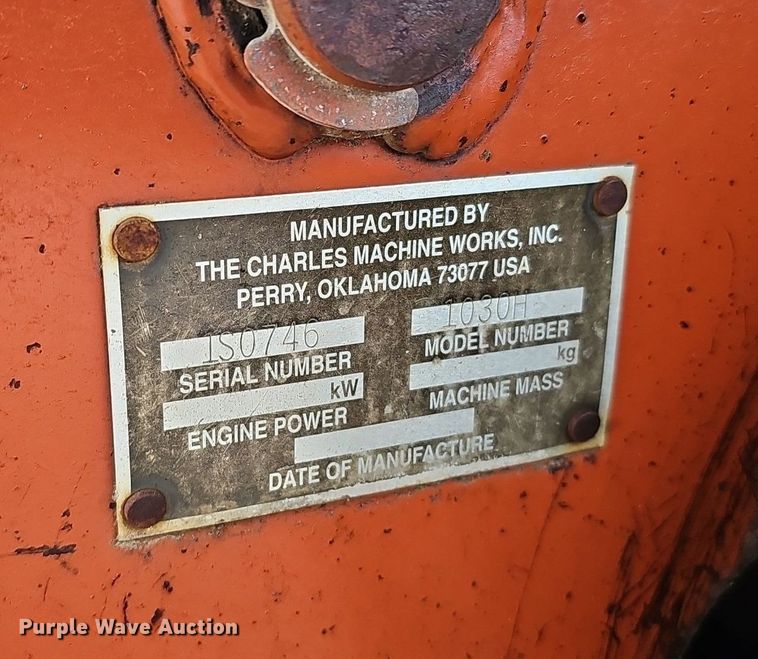 MANUFACTURED BY
THE CHARLES MACHINE WORKS, INC.
PERRY, OKLAHOMA 73077 USA
1S0746
SERIAL NUMBER
1030H
MODEL NUMBER
kW
ENGINE POWER
kg
MACHINE MASS
DATE OF MANUFACTURE
Purple Wave Auction